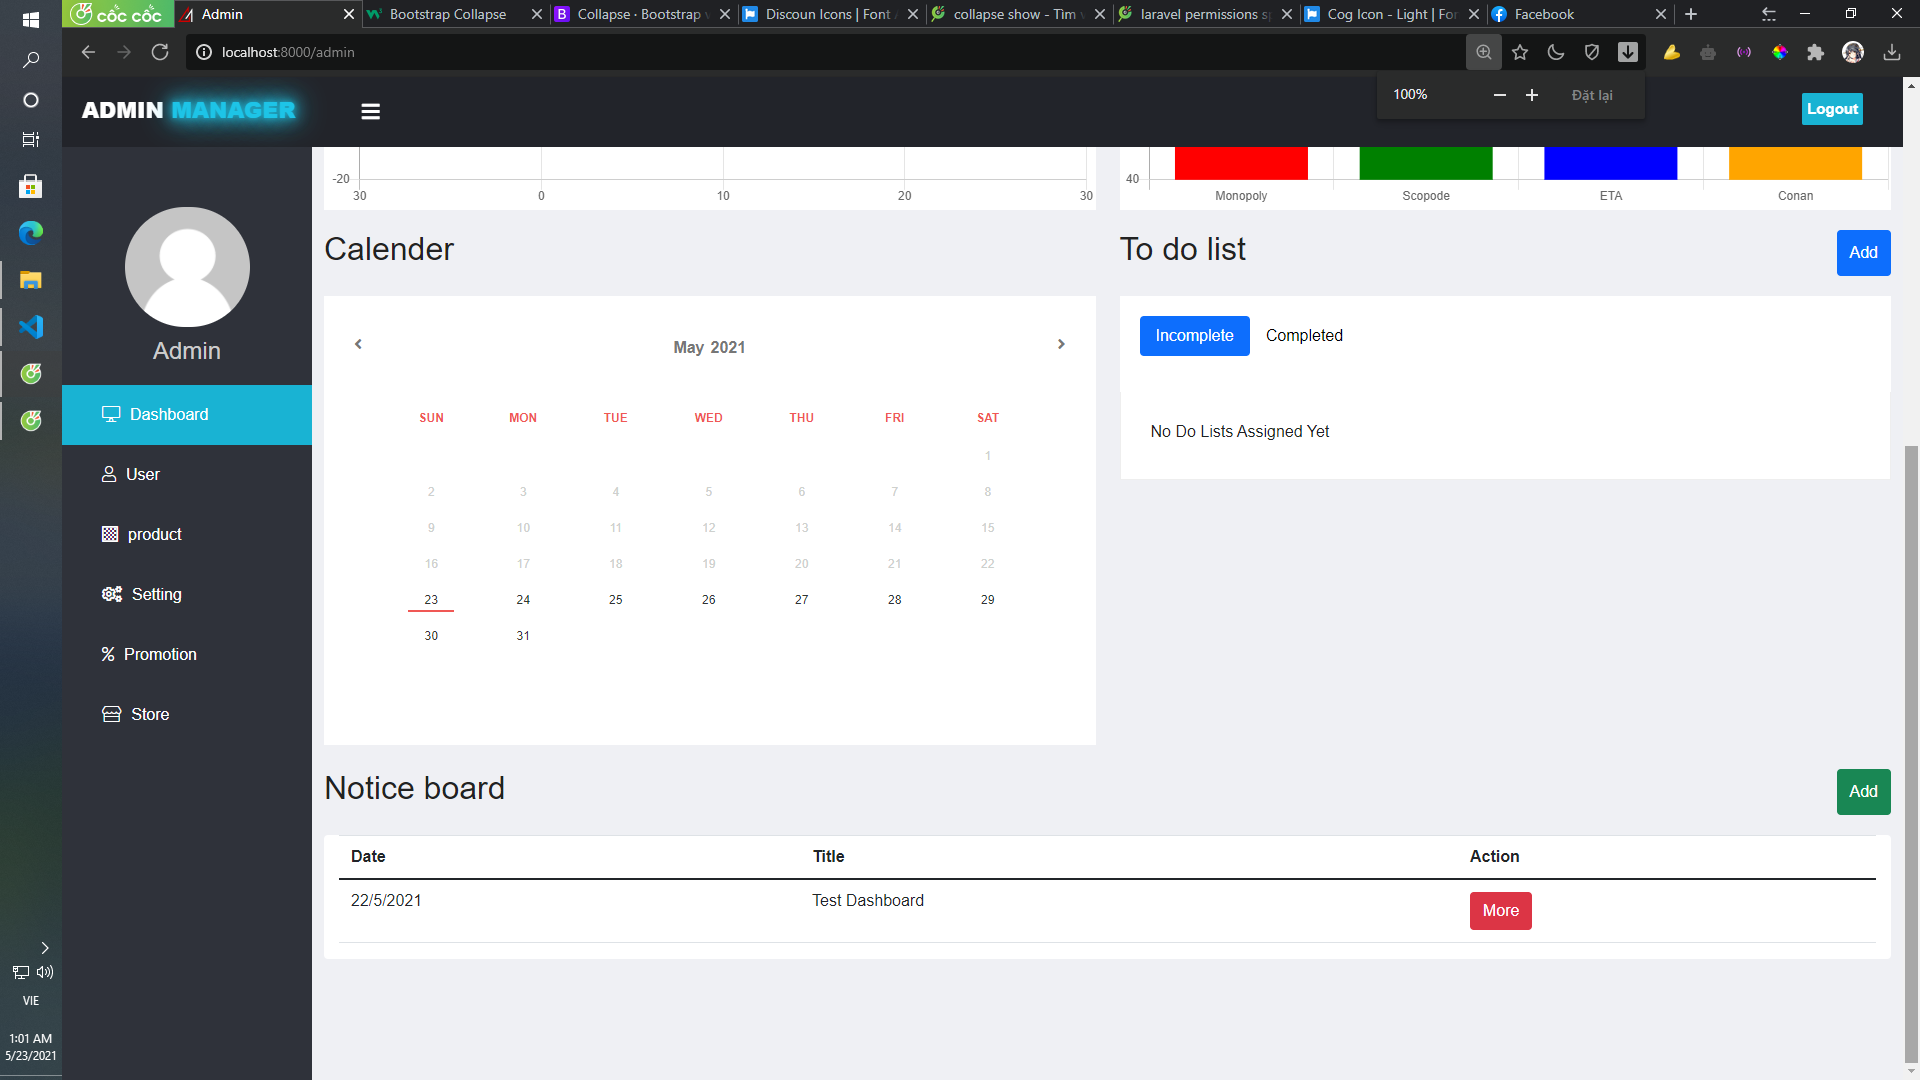 cốc cốc
Admin
Bootstrap Collapse
Collapse · Bootstrap
Discoun Icons | Font
collapse show - Tìm
laravel permissions
Cog Icon - Light | Fo
Facebook
localhost:8000/admin
100%
Đặt lại
ADMIN MANAGER
Logout
-20
30
0
10
20
30
40
Monopoly
Scopode
ETA
Conan
Admin
Dashboard
User
product
Setting
Promotion
Store
Calender
May 2021
SUN MON TUE WED THU FRI SAT
1
2 3 4 5 6 7 8
9 10 11 12 13 14 15
16 17 18 19 20 21 22
23 24 25 26 27 28 29
30 31
To do list
Add
Incomplete
Completed
No Do Lists Assigned Yet
Notice board
Add
Date Title Action
22/5/2021 Test Dashboard More
VIE
1:01 AM
5/23/2021